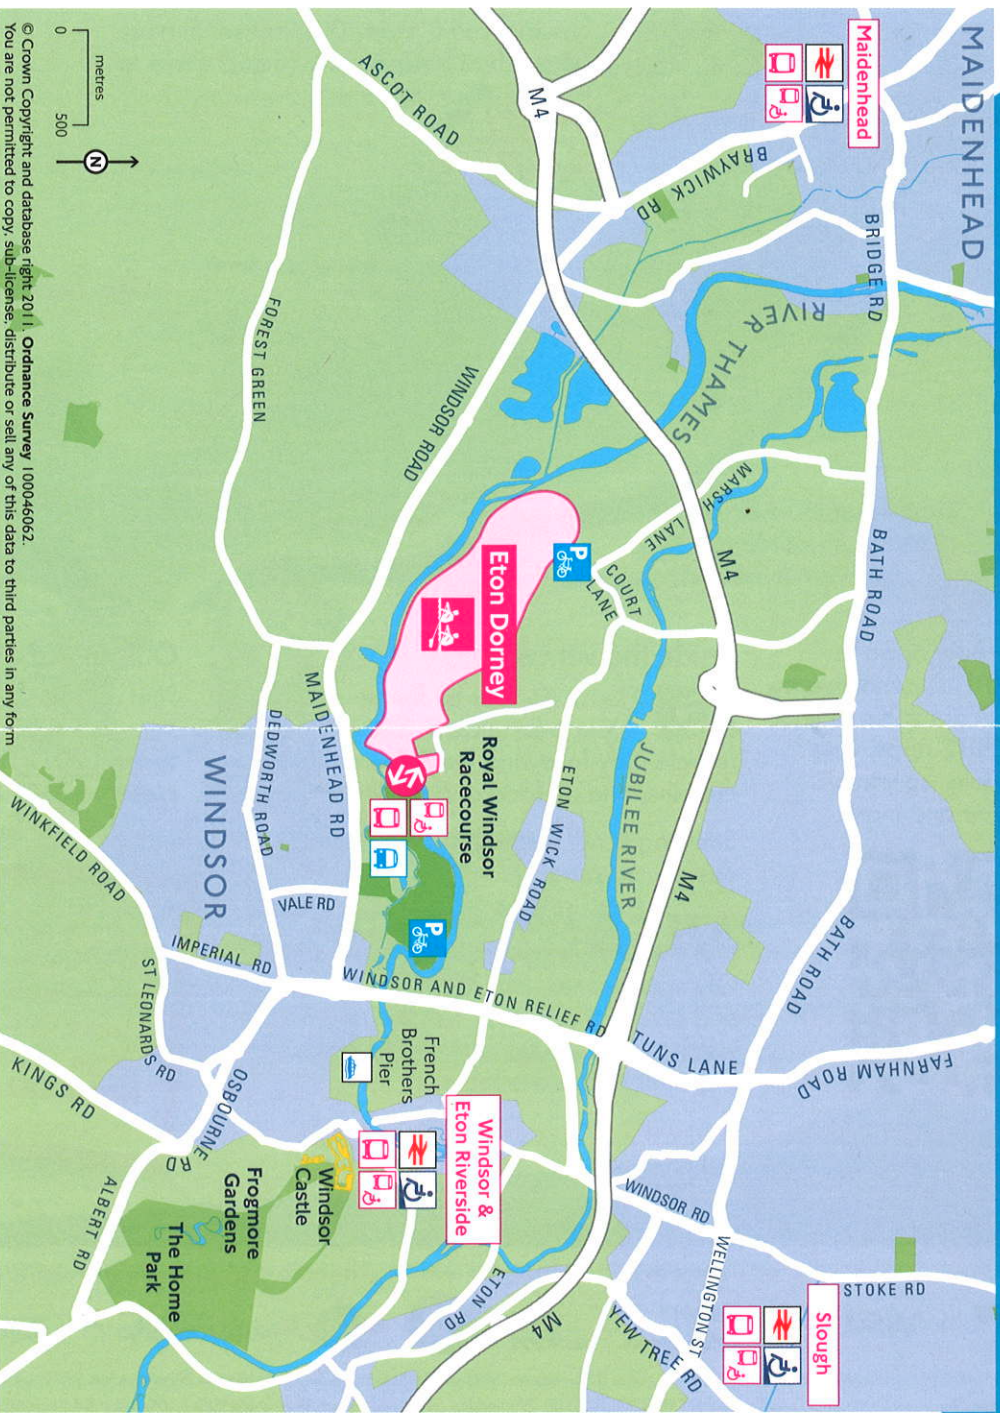 MAIDENHEAD
Maidenhead
M4
ASCOT ROAD
BRAYWICK RD
BRIDGE RD
RIVER THAMES
WINDSOR ROAD
FOREST GREEN
MARSH LANE
M4
BATH ROAD
COURT LANE
P
Eton Dorney
MAIDENHEAD RD
DEDWORTH ROAD
WINDSOR
VALE RD
WINKFIELD ROAD
IMPERIAL RD
ST LEONARDS RD
Royal Windsor
Racecourse
P
ETON WICK ROAD
JUBILEE RIVER
M4
BATH ROAD
WINDSOR AND ETON RELIEF RD
TUNS LANE
FARNHAM ROAD
French
Brothers
Pier
Windsor &
Eton Riverside
KINGS RD
OSBOURNE RD
ALBERT RD
Windsor
Castle
Frogmore
Gardens
The Home
Park
WINDSOR RD
WELLINGTON ST
STOKE RD
ETON RD
M4
YEW TREE RD
Slough
0
metres
500
N
© Crown Copyright and database right 2011. Ordnance Survey 100046062.
You are not permitted to copy, sub-license, distribute or sell any of this data to third parties in any form